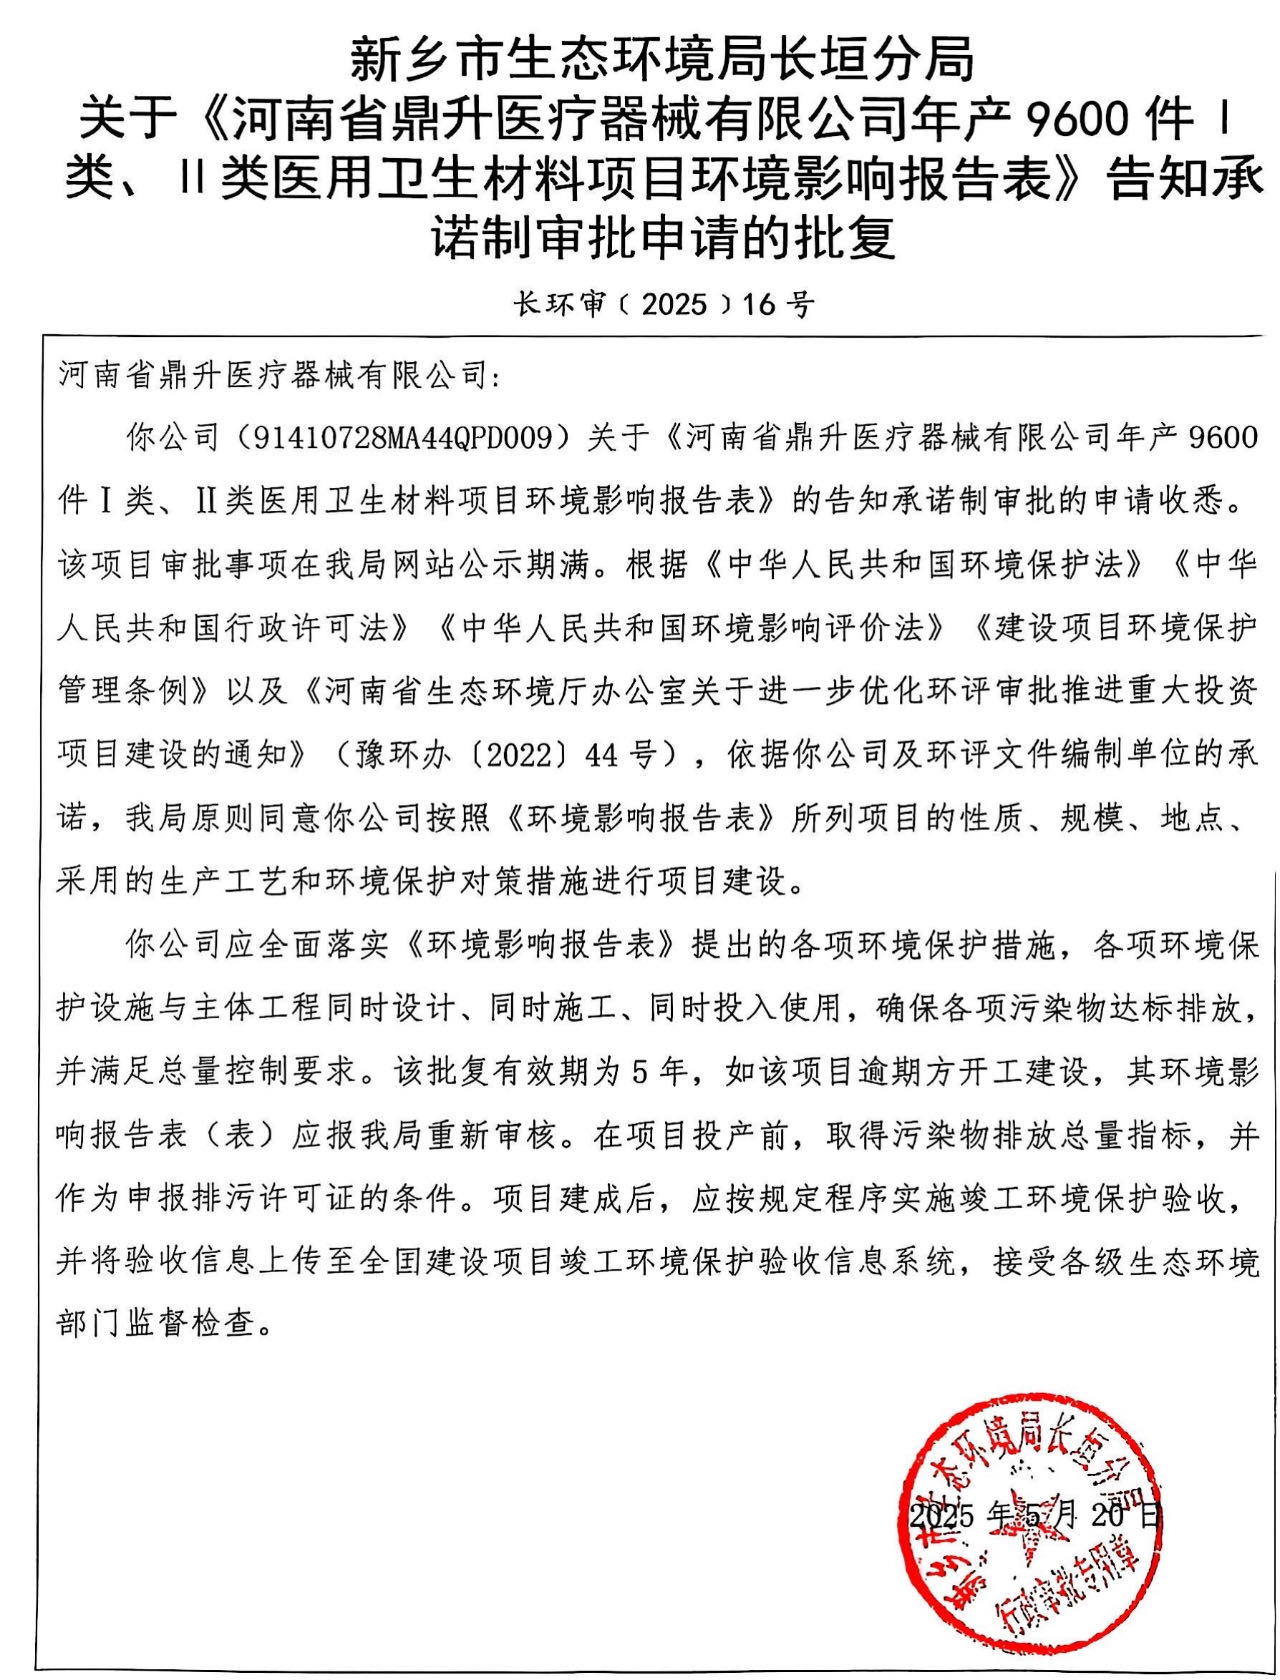 新乡市生态环境局长垣分局
关于《河南省鼎升医疗器械有限公司年产 9600 件Ⅰ
类、Ⅱ类医用卫生材料项目环境影响报告表》告知承
诺制审批申请的批复
长环审﹝2025﹞16 号
河南省鼎升医疗器械有限公司:
你公司（91410728MA44QPD009）关于《河南省鼎升医疗器械有限公司年产 9600
件Ⅰ类、Ⅱ类医用卫生材料项目环境影响报告表》的告知承诺制审批的申请收悉。
该项目审批事项在我局网站公示期满。根据《中华人民共和国环境保护法》《中华
人民共和国行政许可法》《中华人民共和国环境影响评价法》《建设项目环境保护
管理条例》以及《河南省生态环境厅办公室关于进一步优化环评审批推进重大投资
项目建设的通知》（豫环办〔2022〕44 号），依据你公司及环评文件编制单位的承
诺，我局原则同意你公司按照《环境影响报告表》所列项目的性质、规模、地点、
采用的生产工艺和环境保护对策措施进行项目建设。
你公司应全面落实《环境影响报告表》提出的各项环境保护措施，各项环境保
护设施与主体工程同时设计、同时施工、同时投入使用，确保各项污染物达标排放，
并满足总量控制要求。该批复有效期为 5 年，如该项目逾期方开工建设，其环境影
响报告表（表）应报我局重新审核。在项目投产前，取得污染物排放总量指标，并
作为申报排污许可证的条件。项目建成后，应按规定程序实施竣工环境保护验收，
并将验收信息上传至全国建设项目竣工环境保护验收信息系统，接受各级生态环境
部门监督检查。
新乡市生态环境局长垣分局
2025 年 5 月 20 日
行政审批专用章